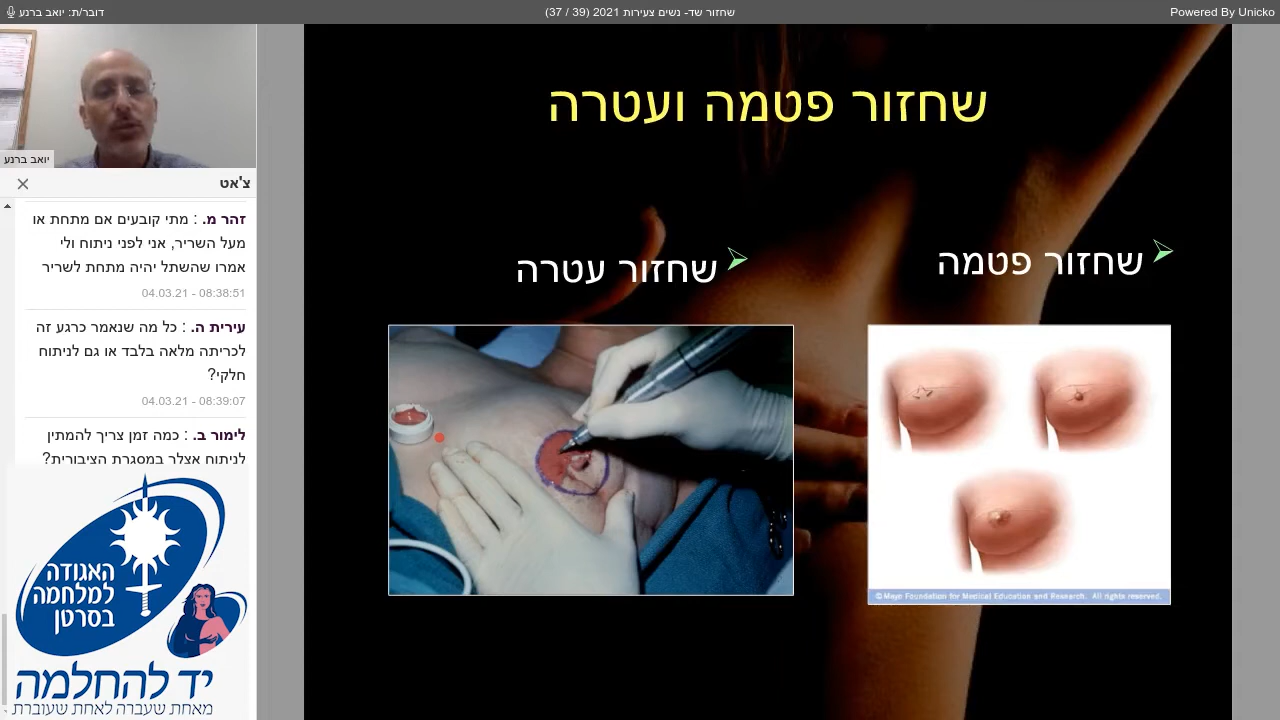 דובר/ת: יואב ברנע
שחזור שד- נשים צעירות 2021 (39 / 37)
Powered By Unicko
יואב ברנע
צ'אט
זהר מ. : מתי קובעים אם מתחת או
מעל השריר, אני לפני ניתוח ולי
אמרו שהשתל יהיה מתחת לשריר
04.03.21 - 08:38:51
עירית ה. : כל מה שנאמר כרגע זה
לכריתה מלאה בלבד או גם לניתוח
חלקי?
04.03.21 - 08:39:07
לימור ב. : כמה זמן צריך להמתין
לניתוח אצלך במסגרת הציבורית?
האגודה
למלחמה
בסרטן
יד להחלמה
מאחת שעברה לאחת שעוברת
שחזור פטמה ועטרה
שחזור פטמה
שחזור עטרה
© Mayo Foundation for Medical Education and Research. All rights reserved.